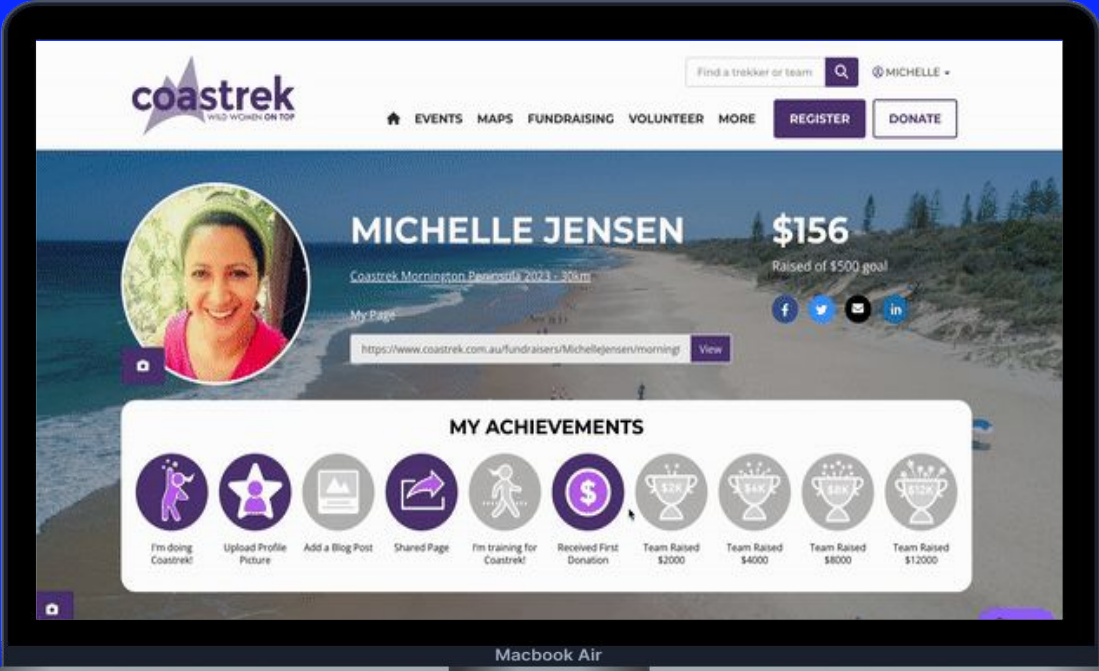 coastrek
WILD WOMEN ON TOP
Find a trekker or team
MICHELLE
EVENTS MAPS FUNDRAISING VOLUNTEER MORE REGISTER DONATE
MICHELLE JENSEN
Coastrek Mornington Peninsula 2023 - 30km
My Page
https://www.coastrek.com.au/fundraisers/MichelleJensen/morningt View
$156
Raised of $500 goal
f
in
MY ACHIEVEMENTS
$
$2K
$4K
$8K
$12K
I'm doing
Coastrek!
Upload Profile
Picture
Add a Blog Post
Shared Page
I'm training for
Coastrek!
Received First
Donation
Team Raised
$2000
Team Raised
$4000
Team Raised
$8000
Team Raised
$12000
Macbook Air